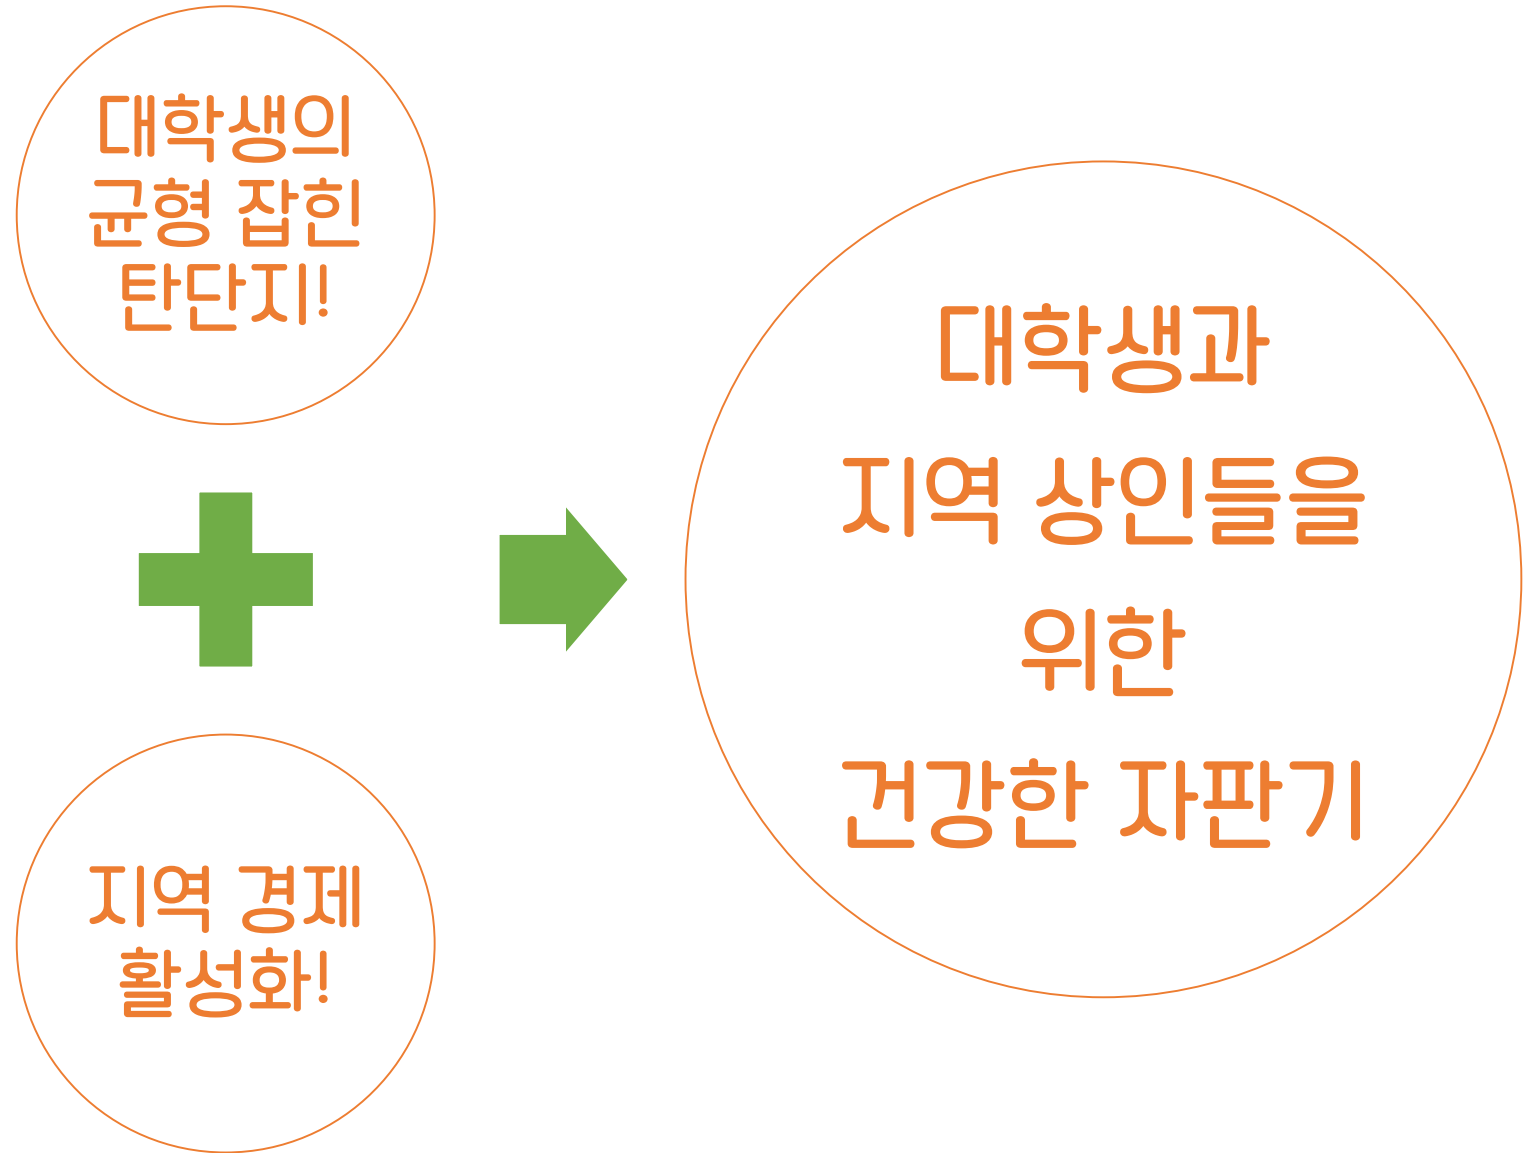 대학생의
균형 잡힌
탄단지!
지역 경제
활성화!
대학생과
지역 상인들을
위한
건강한 자판기